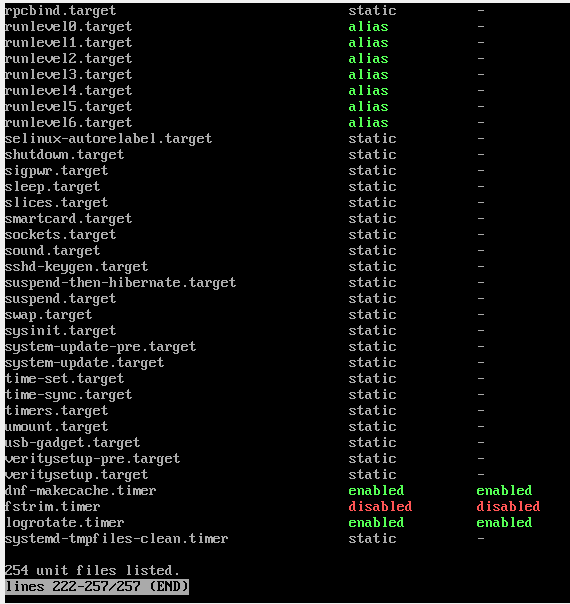 rpcbind.target static -
runlevel0.target alias -
runlevel1.target alias -
runlevel2.target alias -
runlevel3.target alias -
runlevel4.target alias -
runlevel5.target alias -
runlevel6.target alias -
selinux-autorelabel.target static -
shutdown.target static -
sigpwr.target static -
sleep.target static -
slices.target static -
smartcard.target static -
sockets.target static -
sound.target static -
sshd-keygen.target static -
suspend-then-hibernate.target static -
suspend.target static -
swap.target static -
sysinit.target static -
system-update-pre.target static -
system-update.target static -
time-set.target static -
time-sync.target static -
timers.target static -
umount.target static -
usb-gadget.target static -
veritysetup-pre.target static -
veritysetup.target static -
dnf-makecache.timer enabled enabled
fstrim.timer disabled disabled
logrotate.timer enabled enabled
systemd-tmpfiles-clean.timer static -
254 unit files listed.
lines 222-257/257 (END)